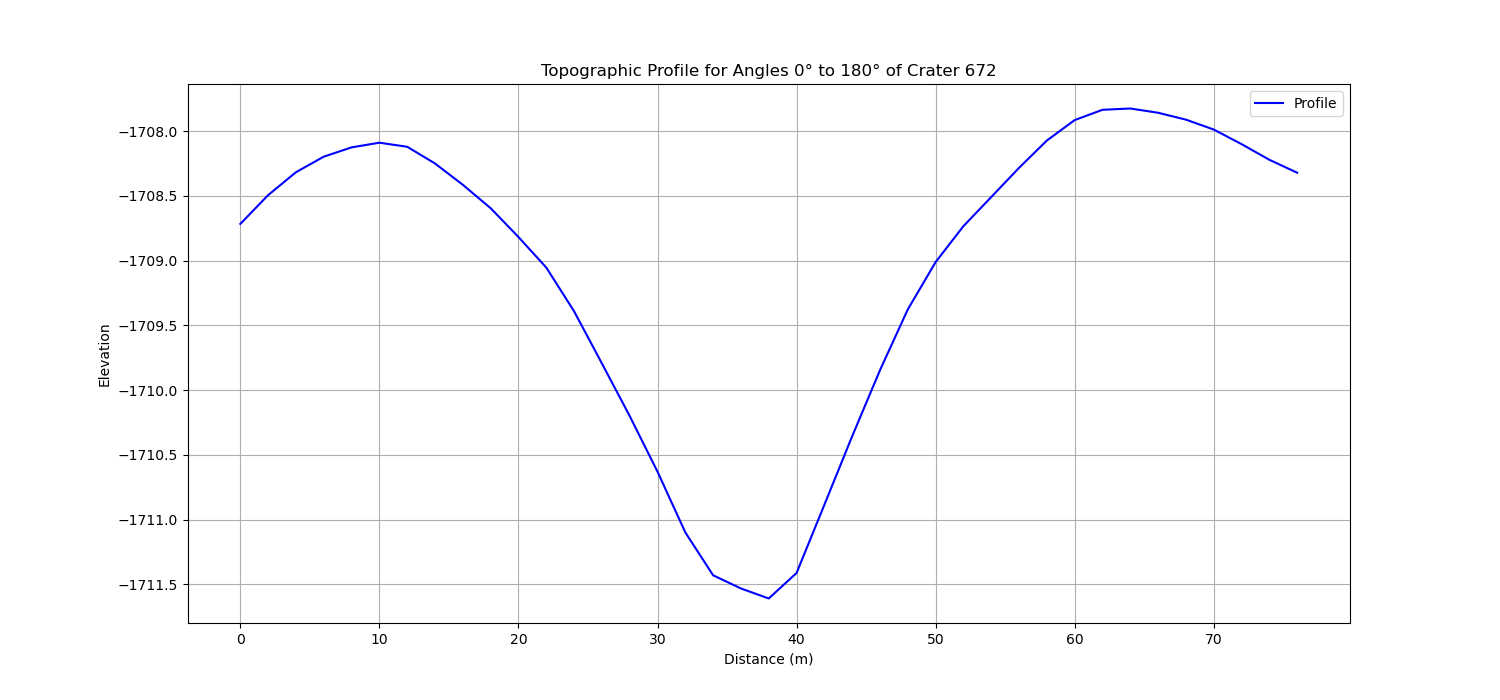 Topographic Profile for Angles 0° to 180° of Crater 672
Profile
−1708.0
−1708.5
−1709.0
−1709.5
−1710.0
−1710.5
−1711.0
−1711.5
Elevation
0 10 20 30 40 50 60 70
Distance (m)